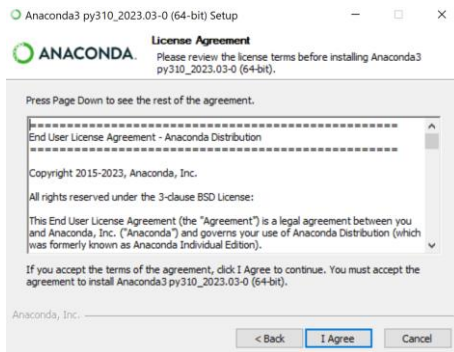 Anaconda3 py310_2023.03-0 (64-bit) Setup
ANACONDA.
License Agreement
Please review the license terms before installing Anaconda3
py310_2023.03-0 (64-bit).
Press Page Down to see the rest of the agreement.
==================================================
End User License Agreement - Anaconda Distribution
==================================================
Copyright 2015-2023, Anaconda, Inc.
All rights reserved under the 3-clause BSD License:
This End User License Agreement (the "Agreement") is a legal agreement between you
and Anaconda, Inc. ("Anaconda") and governs your use of Anaconda Distribution (which
was formerly known as Anaconda Individual Edition).
If you accept the terms of the agreement, click I Agree to continue. You must accept the
agreement to install Anaconda3 py310_2023.03-0 (64-bit).
Anaconda, Inc.
< Back I Agree Cancel